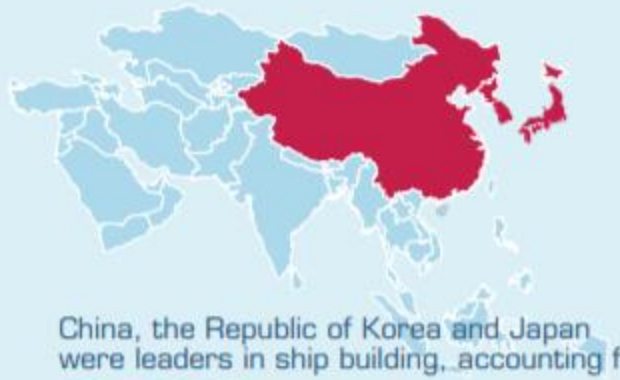 China, the Republic of Korea and Japan
were leaders in ship building, accounting f